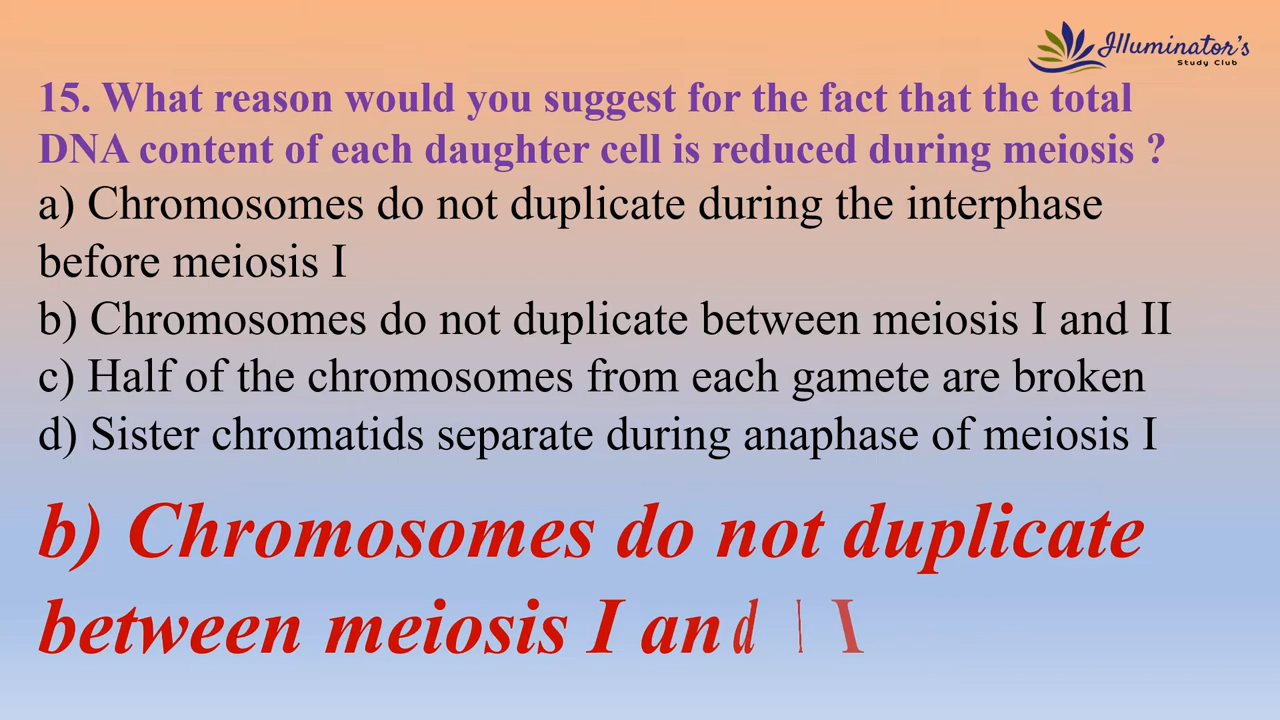 Illuminator's
Study Club
15. What reason would you suggest for the fact that the total
DNA content of each daughter cell is reduced during meiosis ?
a) Chromosomes do not duplicate during the interphase
before meiosis I
b) Chromosomes do not duplicate between meiosis I and II
c) Half of the chromosomes from each gamete are broken
d) Sister chromatids separate during anaphase of meiosis I
b) Chromosomes do not duplicate
between meiosis I and I I